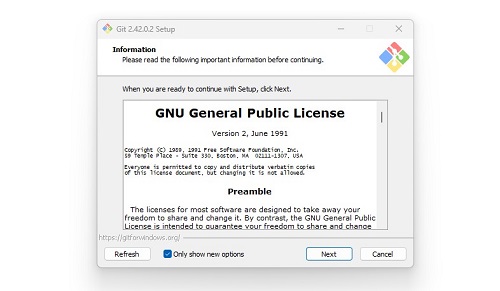 Git 2.42.0.2 Setup
Information
Please read the following important information before continuing.
When you are ready to continue with Setup, click Next.
GNU General Public License
Version 2, June 1991
Copyright (C) 1989, 1991 Free Software Foundation, Inc.
59 Temple Place - Suite 330, Boston, MA  02111-1307, USA
Everyone is permitted to copy and distribute verbatim copies
of this license document, but changing it is not allowed.
Preamble
The licenses for most software are designed to take away your
freedom to share and change it. By contrast, the GNU General Public
License is intended to guarantee your freedom to share and change
https://gitforwindows.org/
Refresh
Only show new options
Next
Cancel